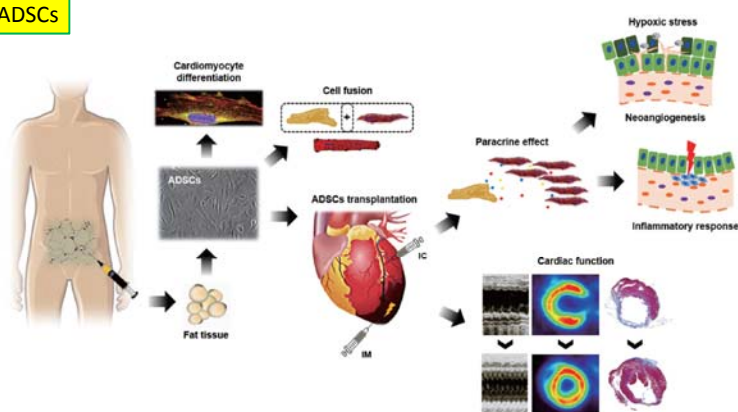 ADSCs
Hypoxic stress
Cardiomyocyte
differentiation
Cell fusion
+
Neoangiogenesis
Paracrine effect
ADSCs
ADSCs transplantation
IC
Inflammatory response
Cardiac function
Fat tissue
IM